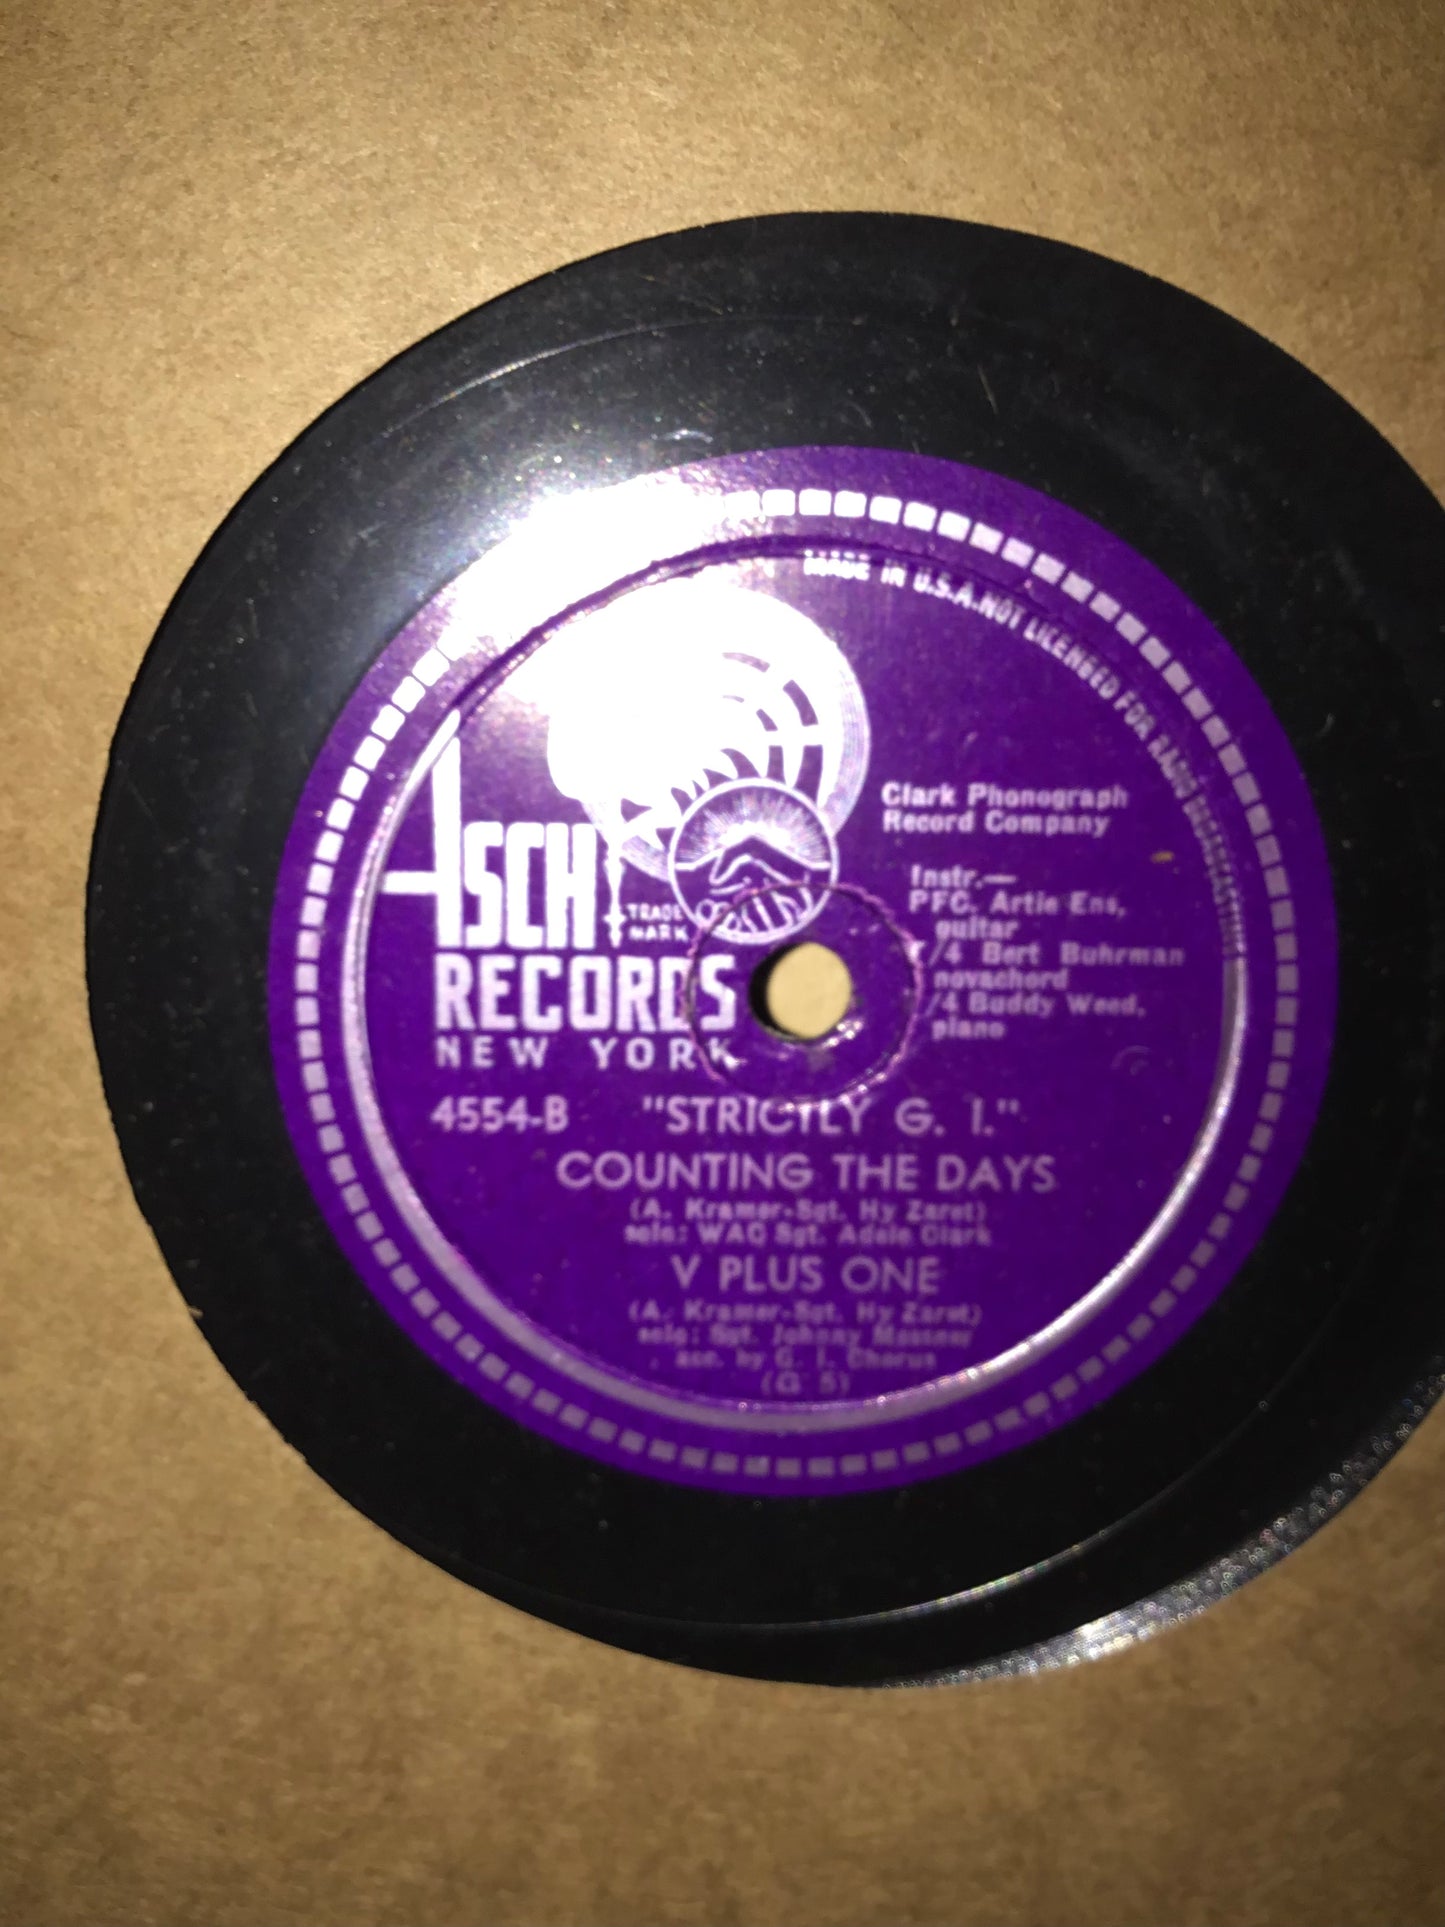 MADE IN U.S.A. NOT LICENSED FOR RADIO BROADCASTING
ASCH
TRADE
MARK
RECORDS
NEW YORK
Clark Phonograph
Record Company
Instr.—
PFC. Artie Ens,
guitar
/4 Bert Buhrman
novachord
/4 Buddy Weed,
piano
4554-B "STRICTLY G. I."
COUNTING THE DAYS
(A. Kramer-Sgt. Hy Zaret)
solo: WAC Sgt. Adele Clark
V PLUS ONE
(A. Kramer-Sgt. Hy Zaret)
solo: Sgt. Johnny
acc. by G. I. Chorus
(G 5)